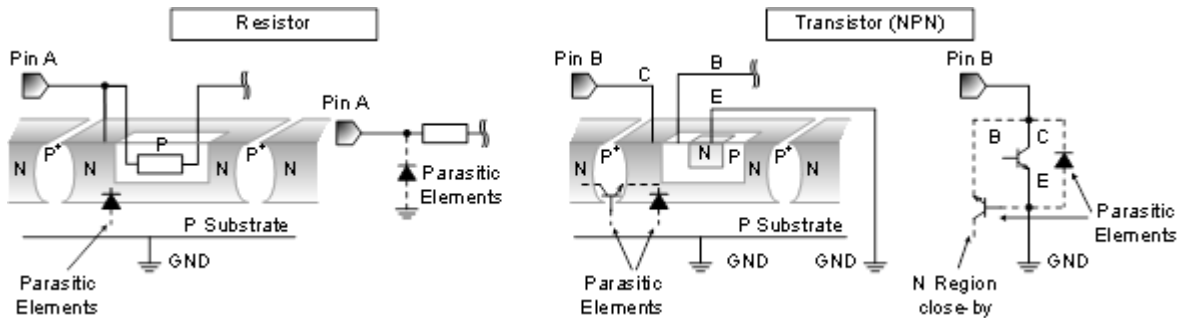 Resistor
Pin A
Pin A
N
P⁺
N
P
N
P⁺
N
Parasitic
Elements
P Substrate
GND
Parasitic
Elements
Transistor (NPN)
Pin B
C
B
E
N
P⁺
N
N
P
N
P⁺
N
P Substrate
GND
GND
Parasitic
Elements
Pin B
B
C
E
Parasitic
Elements
GND
N Region
close-by